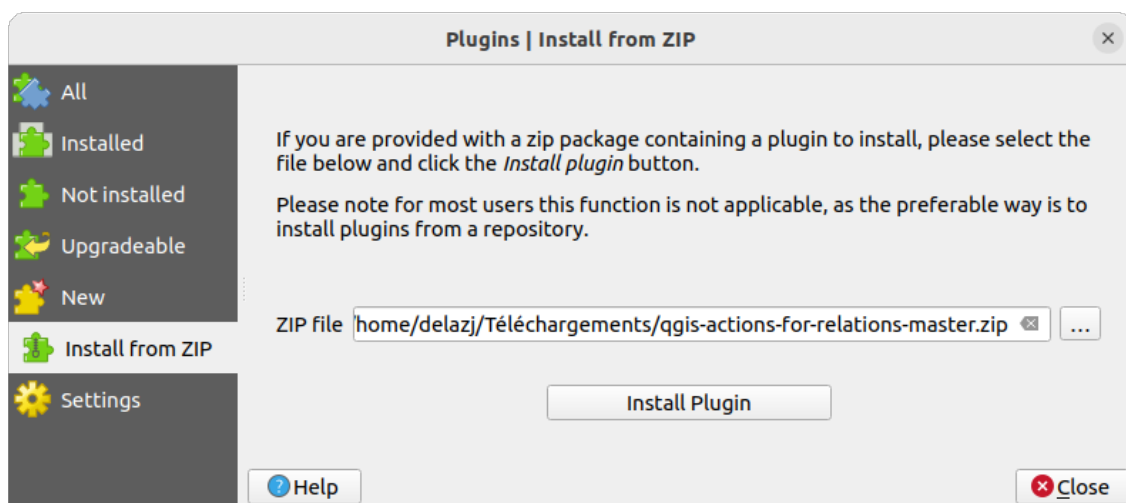 Plugins | Install from ZIP
All
Installed
Not installed
Upgradeable
New
Install from ZIP
Settings
If you are provided with a zip package containing a plugin to install, please select the
file below and click the Install plugin button.
Please note for most users this function is not applicable, as the preferable way is to
install plugins from a repository.
ZIP file /home/delazj/Téléchargements/qgis-actions-for-relations-master.zip ...
Install Plugin
Help
Close